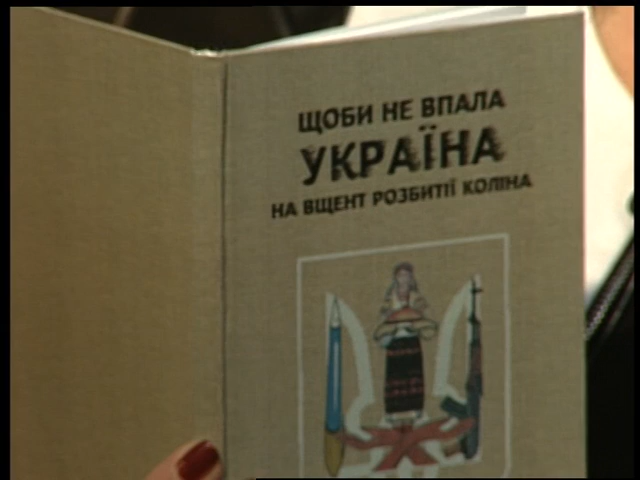 ЩОБИ НЕ ВПАЛА
УКРАЇНА
НА ВЩЕНТ РОЗБИТІЇ КОЛІНА